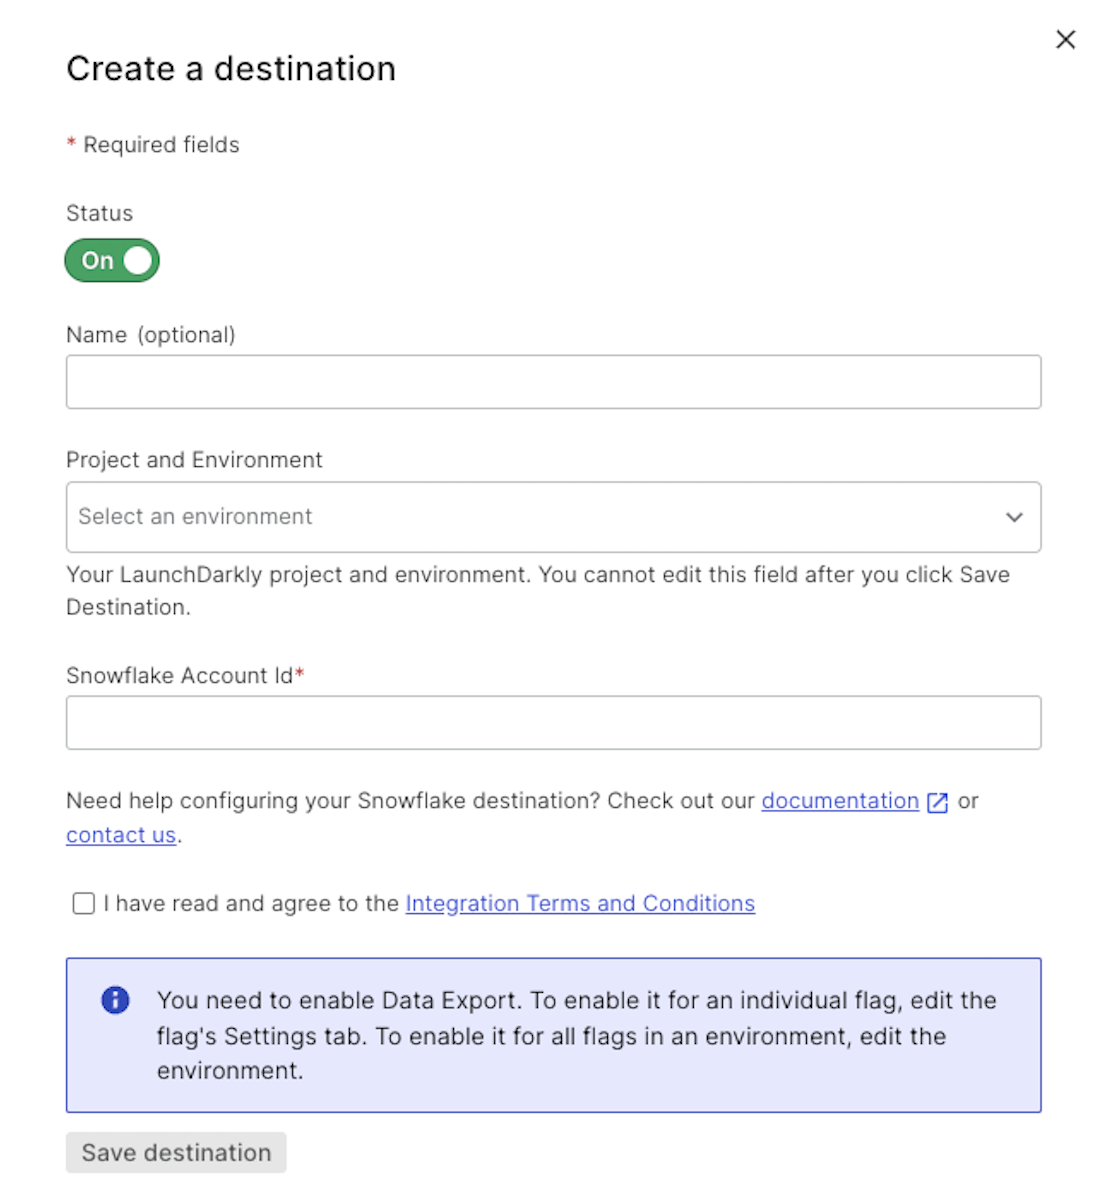 Create a destination
* Required fields
Status
On
Name (optional)
Project and Environment
Select an environment
Your LaunchDarkly project and environment. You cannot edit this field after you click Save
Destination.
Snowflake Account Id*
Need help configuring your Snowflake destination? Check out our documentation or
contact us.
I have read and agree to the Integration Terms and Conditions
You need to enable Data Export. To enable it for an individual flag, edit the
flag's Settings tab. To enable it for all flags in an environment, edit the
environment.
Save destination